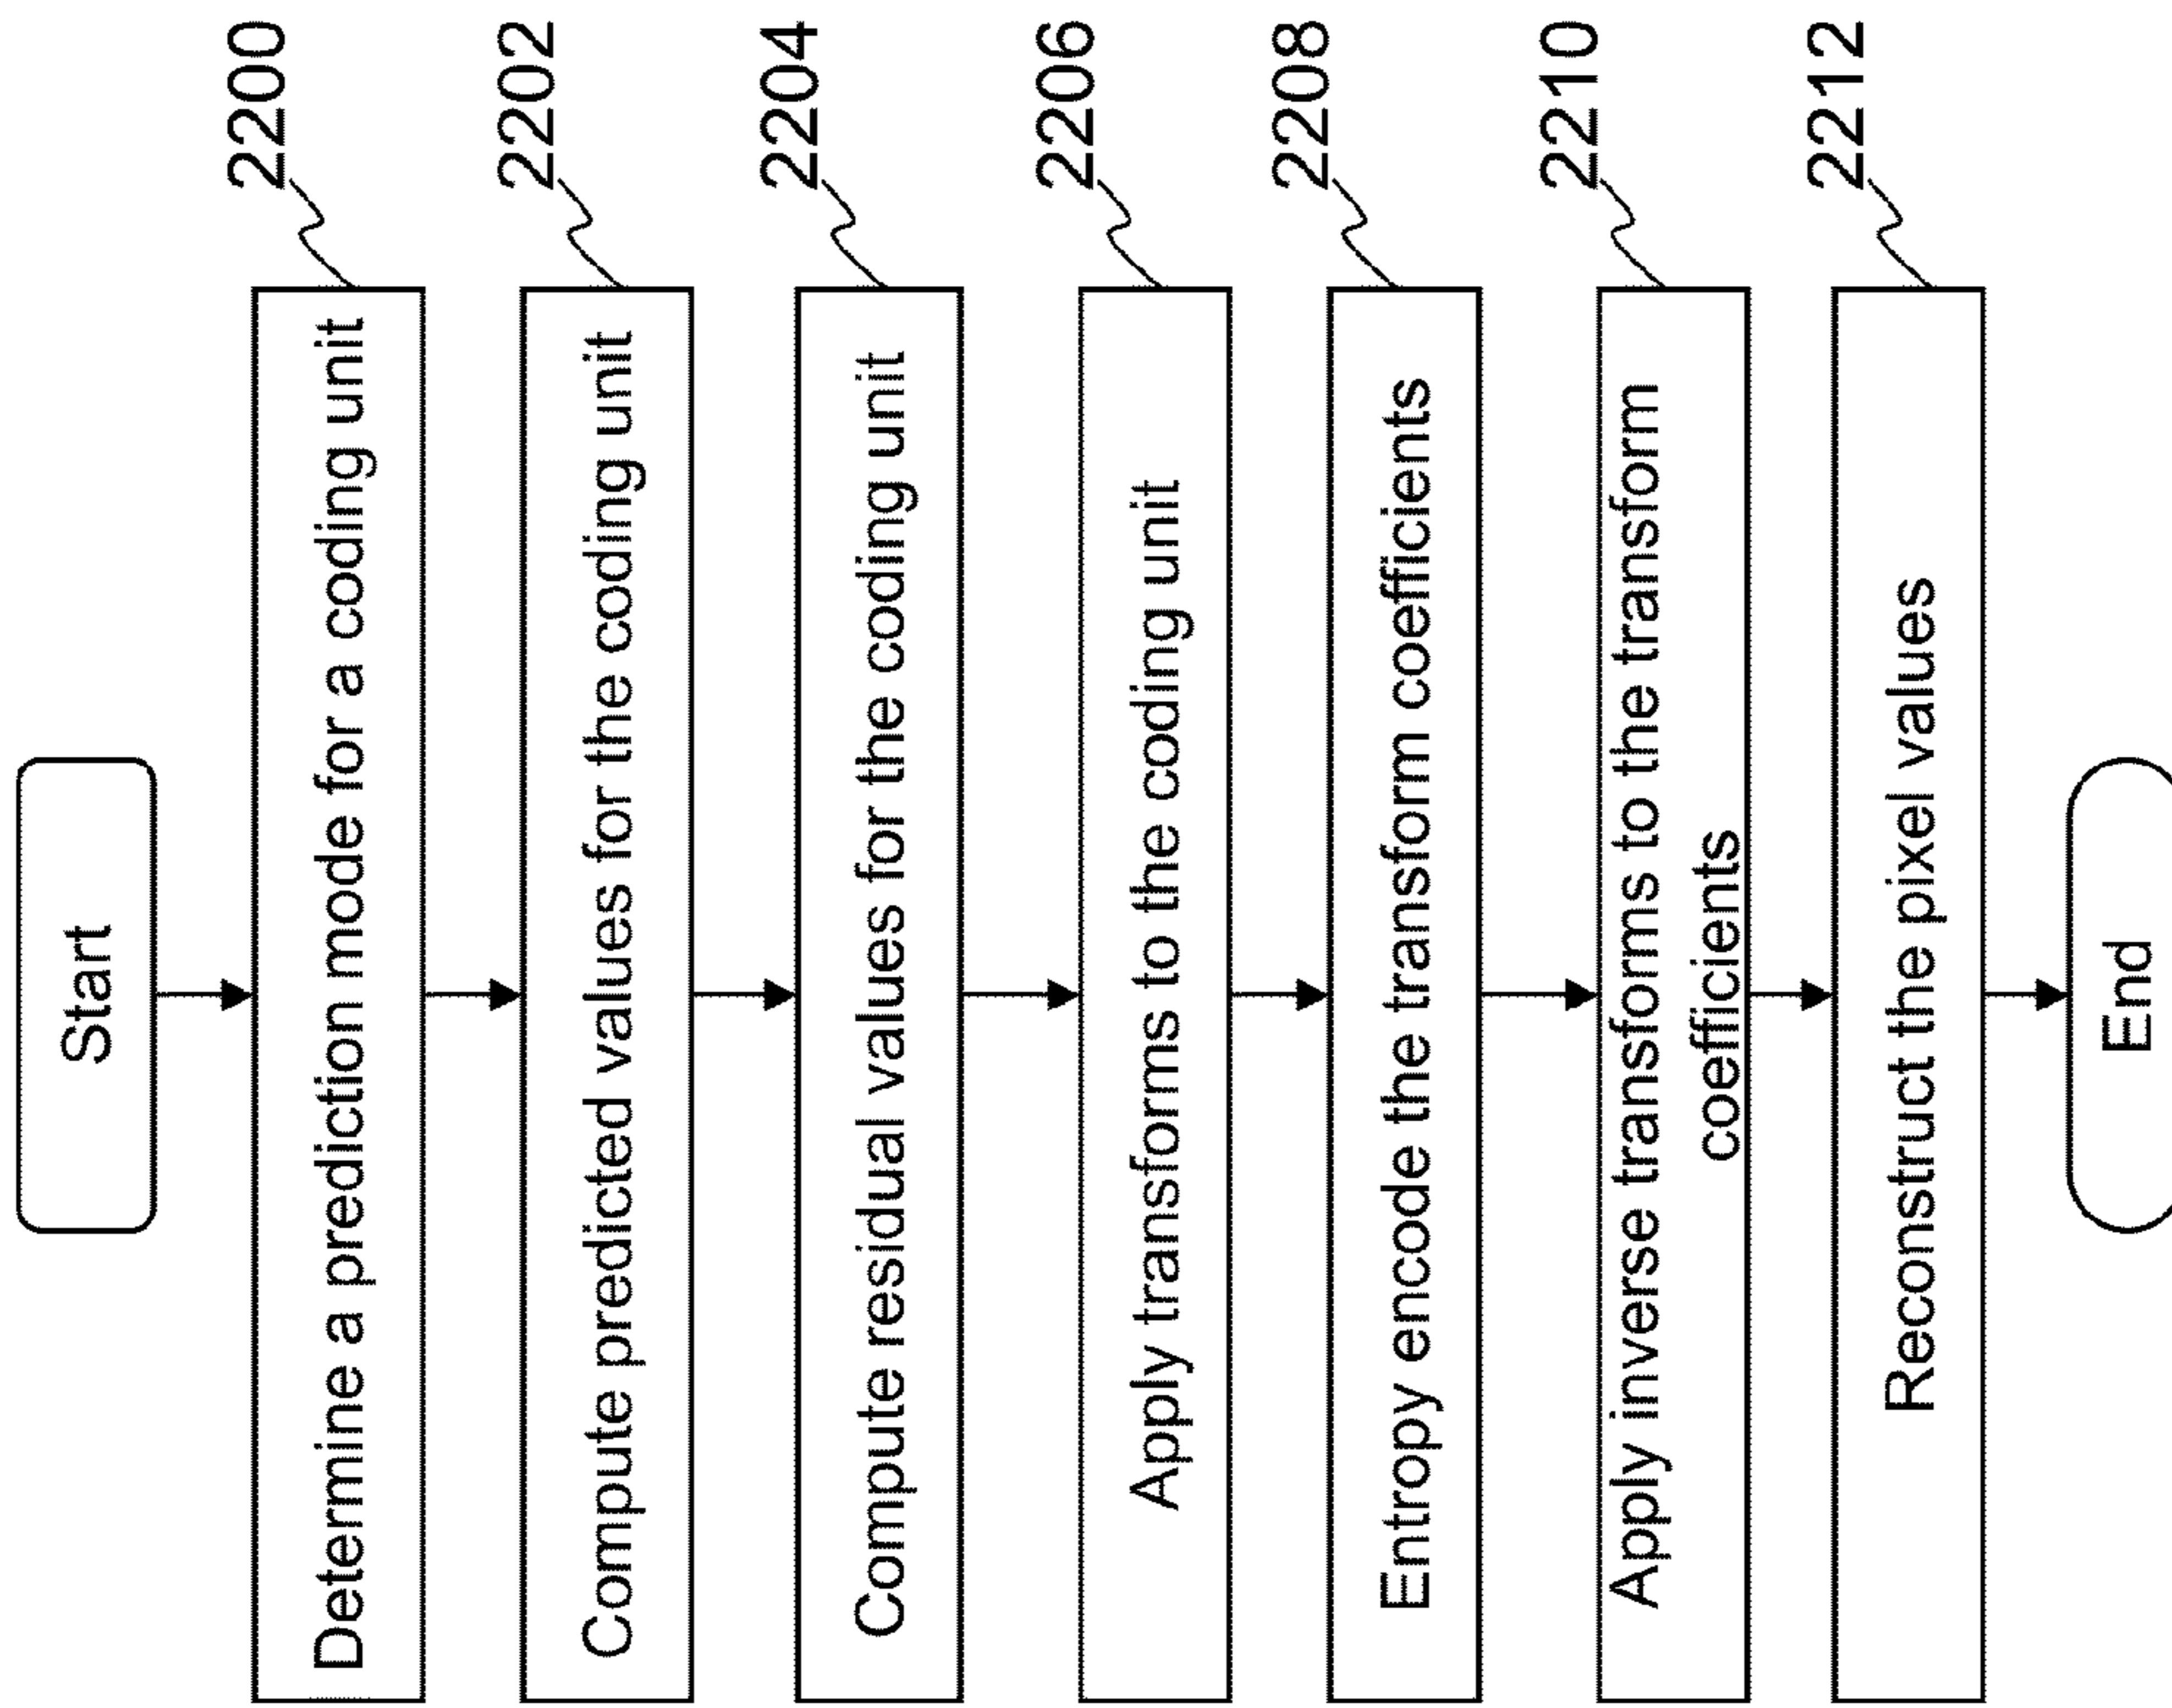 Start
Determine a prediction mode for a coding unit
2200
Compute predicted values for the coding unit
2202
Compute residual values for the coding unit
2204
Apply transforms to the coding unit
2206
Entropy encode the transform coefficients
2208
Apply inverse transforms to the transform
coefficients
2210
Reconstruct the pixel values
2212
End